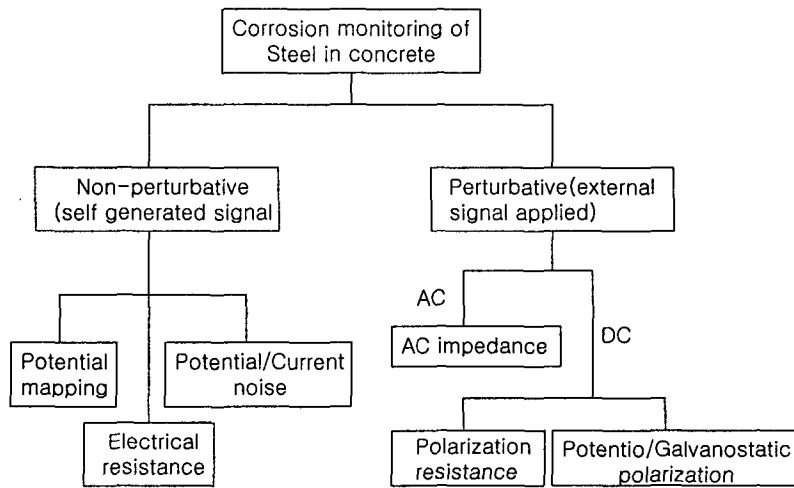 Corrosion monitoring of
Steel in concrete
Non-perturbative
(self generated signal
Perturbative(external
signal applied)
AC
DC
AC impedance
Potential
mapping
Potential/Current
noise
Electrical
resistance
Polarization
resistance
Potentio/Galvanostatic
polarization